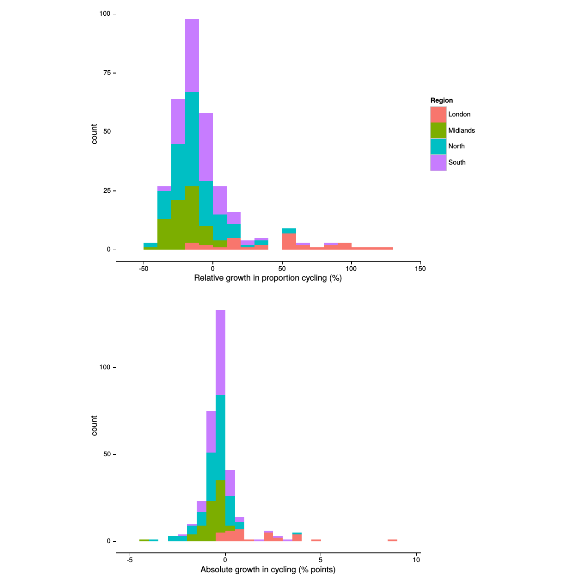 100
75
50
25
0
count
-50
0
50
100
150
Relative growth in proportion cycling (%)
Region
London
Midlands
North
South
100
50
0
count
-5
0
5
10
Absolute growth in cycling (% points)